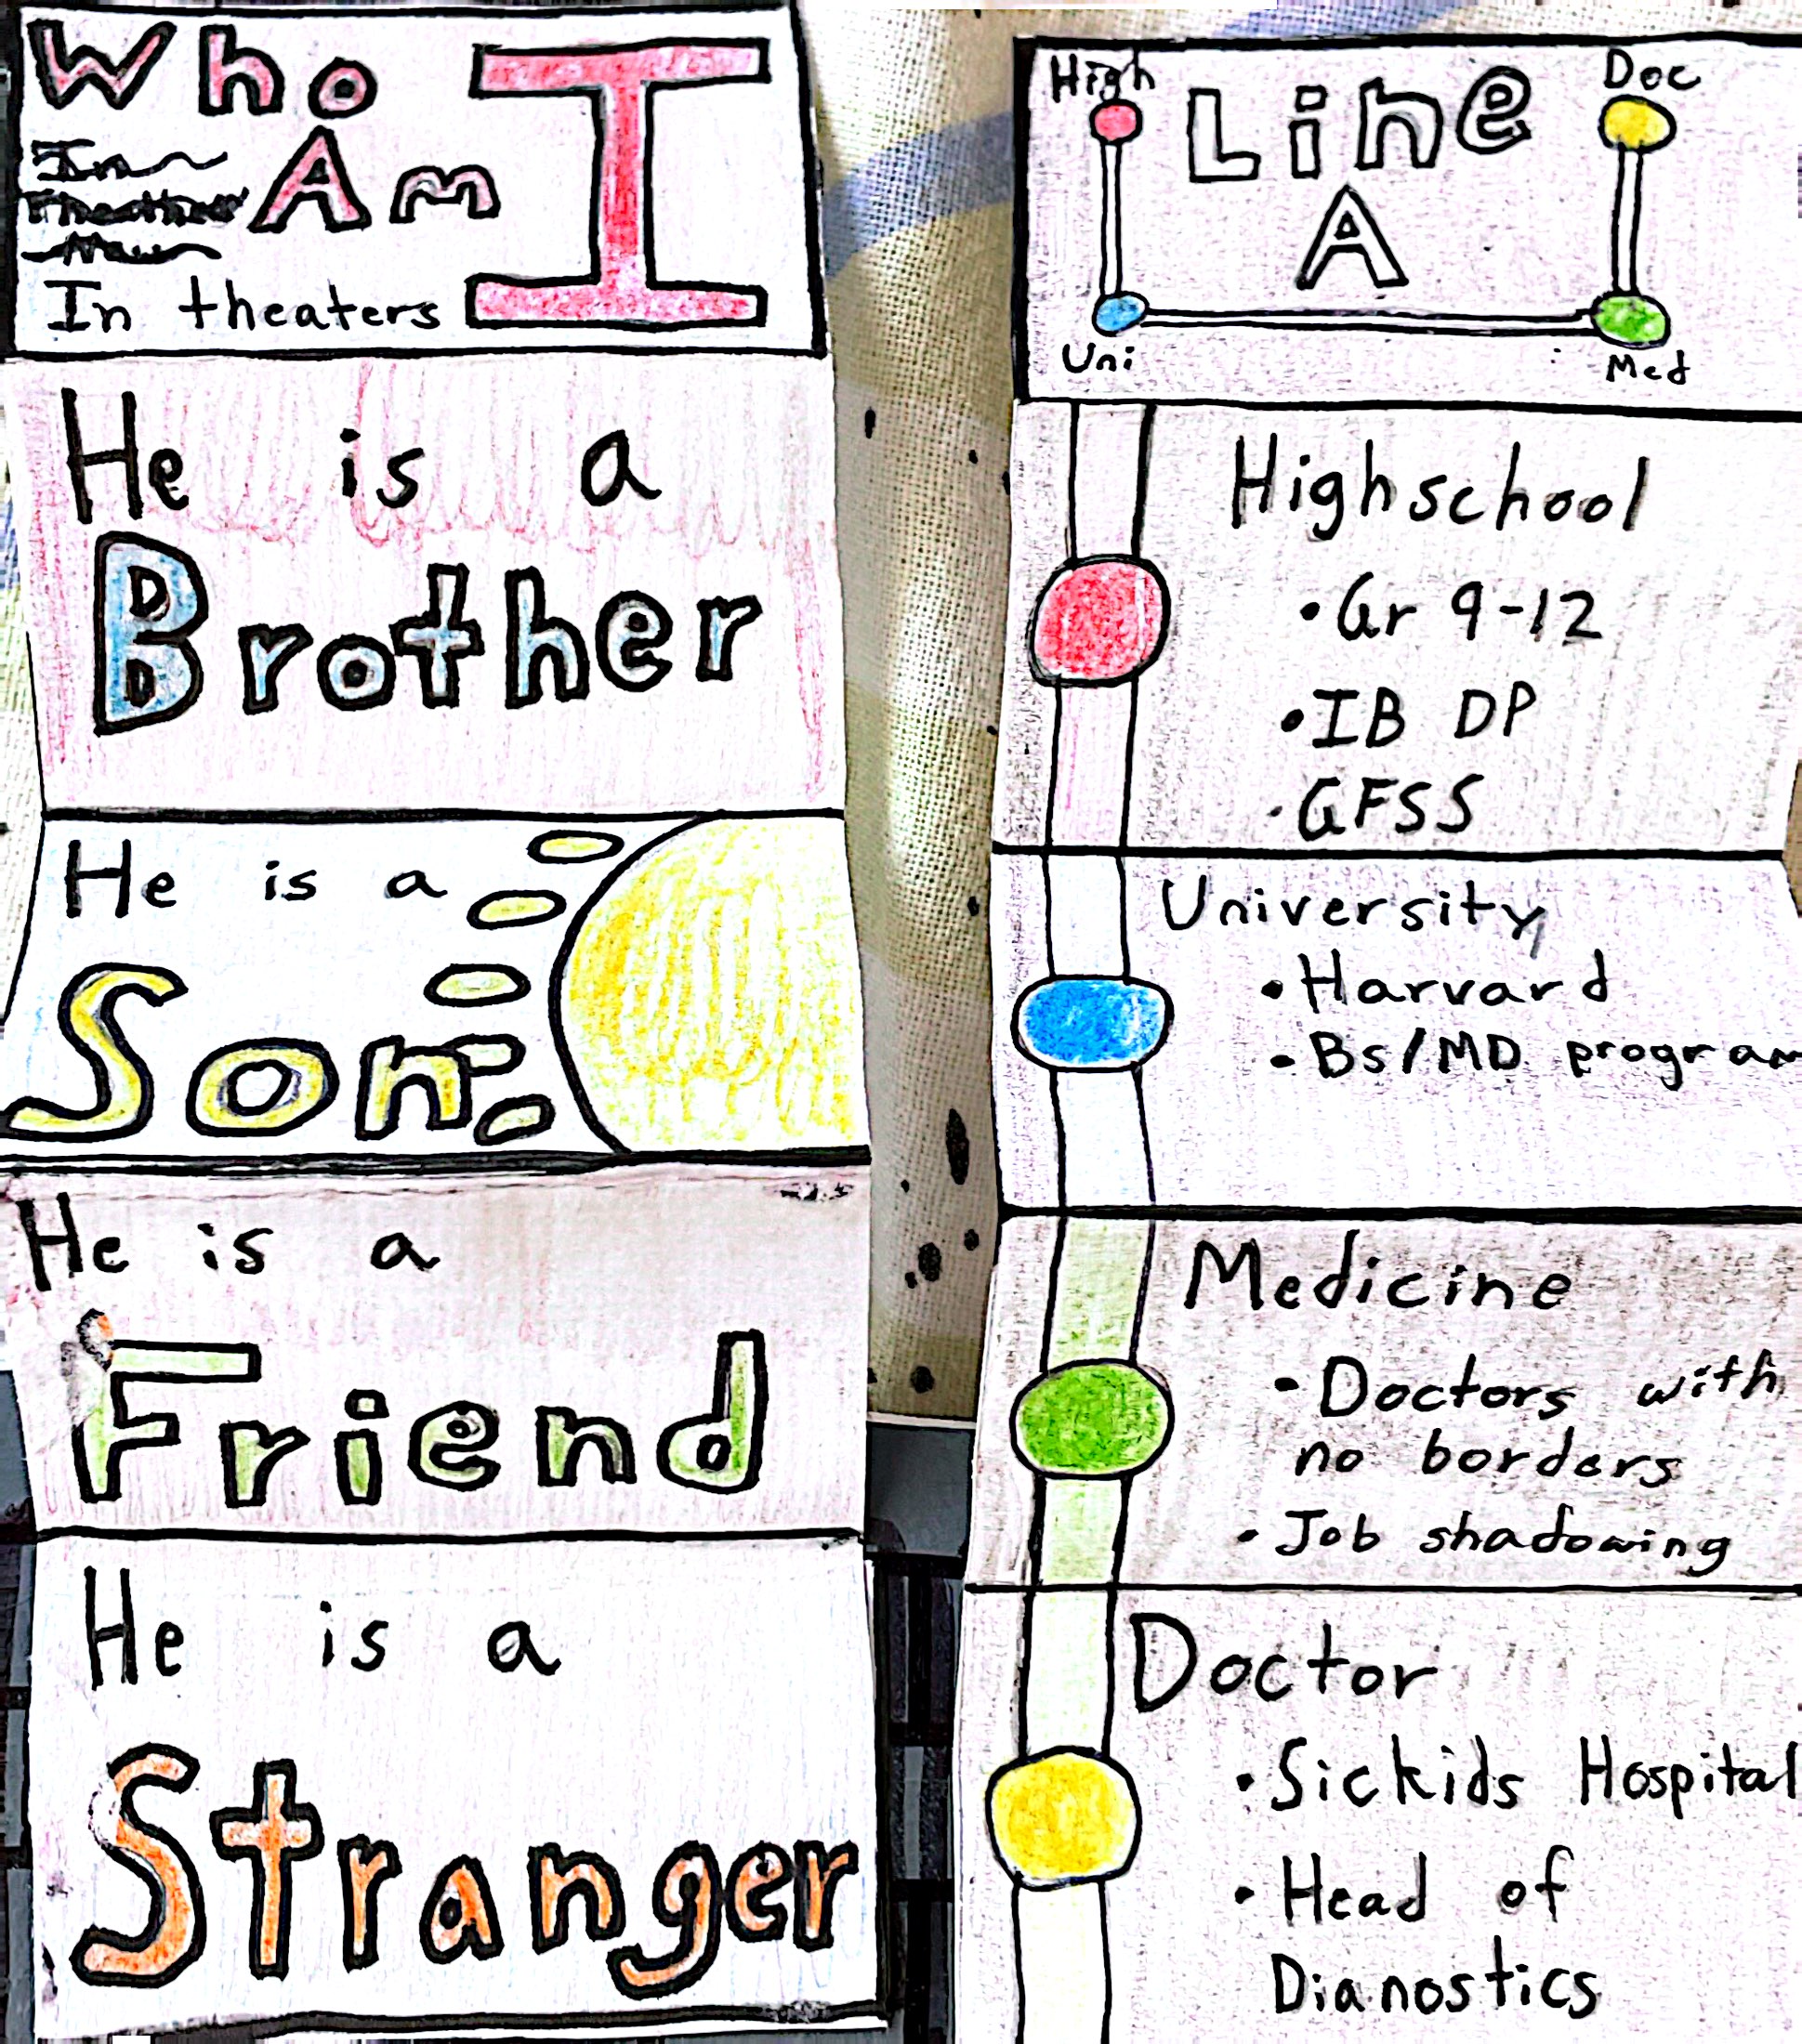 Who
Am
I
In theaters
He is a
Brother
He is a
Son
He is a
Friend
He is a
Stranger
High
Doc
Line
A
Uni
Med
Highschool
•Gr 9-12
•IB DP
•GFSS
University
•Harvard
•Bs/MD program
Medicine
•Doctors with
no borders
•Job shadowing
Doctor
•Sickids Hospital
•Head of
Dianostics